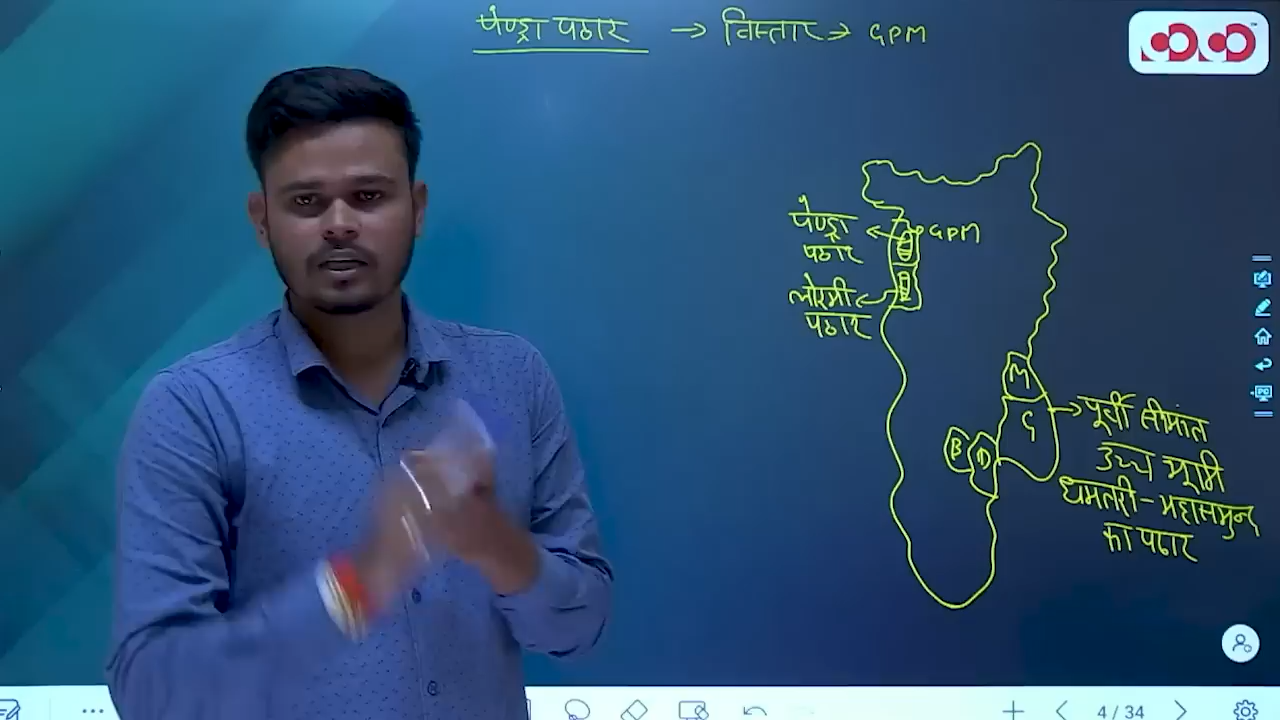 पेण्ड्रा पठार → विस्तार → GPM
पेण्ड्रा
पठार
GPM
लोरमी
पठार
M
G
B
D
पूर्वी सीमांत
उच्च भूमि
धमतरी - महासमुन्द
का पठार
4 / 34